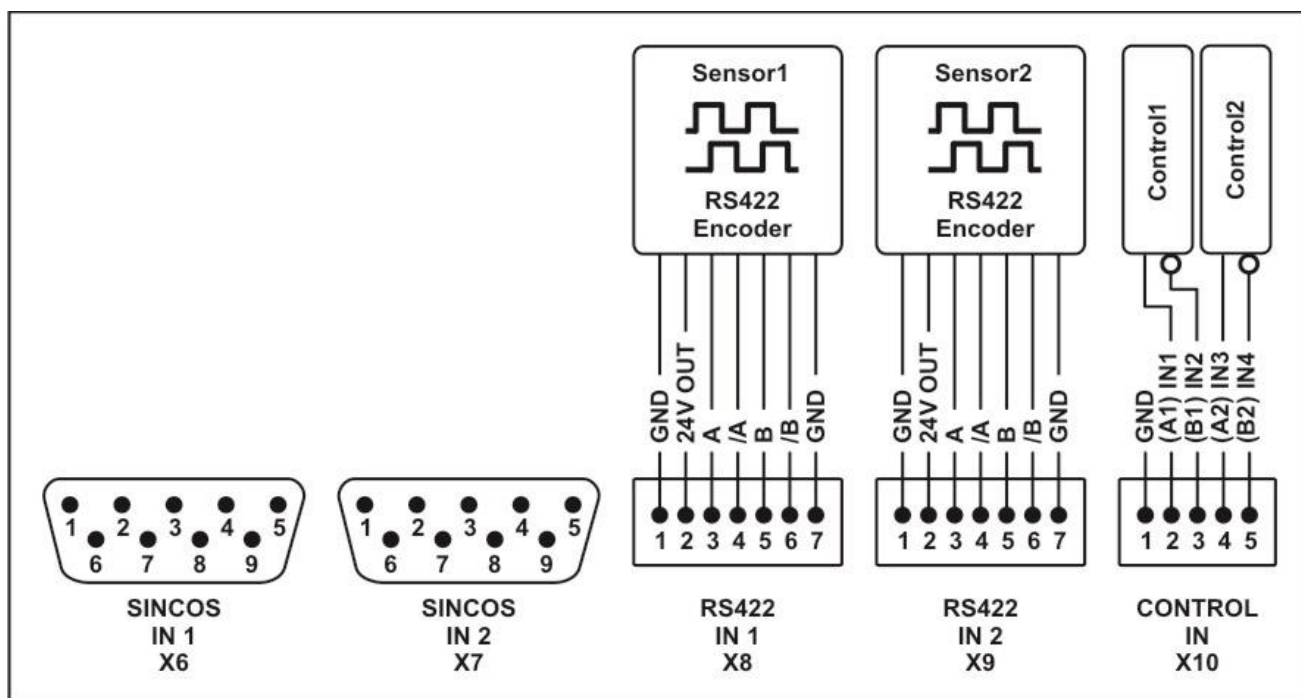 Sensor1
RS422
Encoder
Sensor2
RS422
Encoder
Control1
Control2
GND
24V OUT
A
/A
B
/B
GND
GND
24V OUT
A
/A
B
/B
GND
GND
(A1) IN1
(B1) IN2
(A2) IN3
(B2) IN4
1 2 3 4 5
6 7 8 9
1 2 3 4 5
6 7 8 9
1 2 3 4 5 6 7
1 2 3 4 5 6 7
1 2 3 4 5
SINCOS
IN 1
X6
SINCOS
IN 2
X7
RS422
IN 1
X8
RS422
IN 2
X9
CONTROL
IN
X10